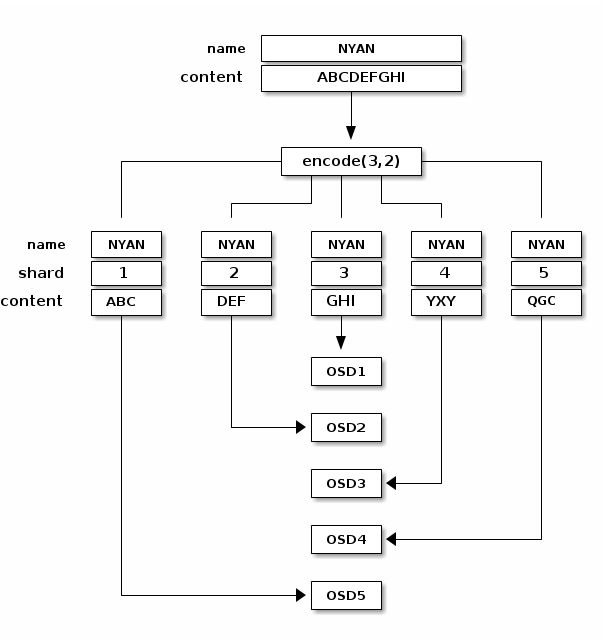 name NYAN
content ABCDEFGHI
encode(3,2)
name NYAN NYAN NYAN NYAN NYAN
shard 1 2 3 4 5
content ABC DEF GHI YXY QGC
OSD1
OSD2
OSD3
OSD4
OSD5